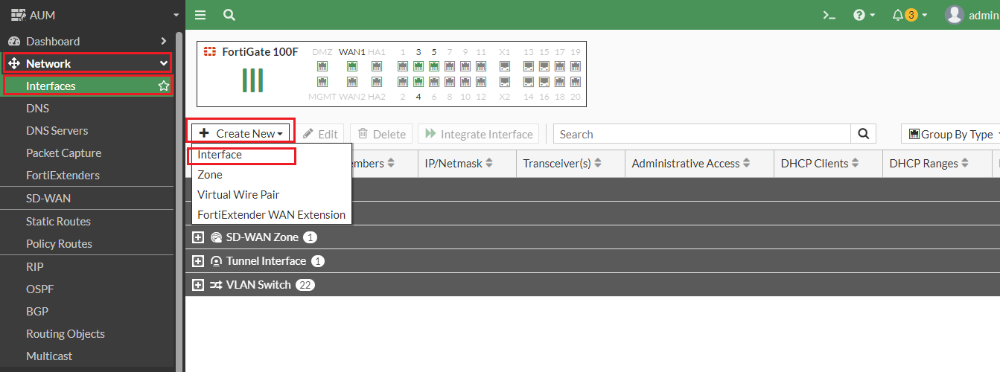 AUM
3
admin
Dashboard
Network
Interfaces
DNS
DNS Servers
Packet Capture
FortiExtenders
SD-WAN
Static Routes
Policy Routes
RIP
OSPF
BGP
Routing Objects
Multicast
FortiGate 100F
DMZ WAN1 HA1 1 3 5 7 9 11 X1 13 15 17 19
MGMT WAN2 HA2 2 4 6 8 10 12 X2 14 16 18 20
Create New Edit Delete Integrate Interface Search Group By Type
Interface
Zone
Virtual Wire Pair
FortiExtender WAN Extension
mbers IP/Netmask Transceiver(s) Administrative Access DHCP Clients DHCP Ranges
SD-WAN Zone 1
Tunnel Interface 1
VLAN Switch 22